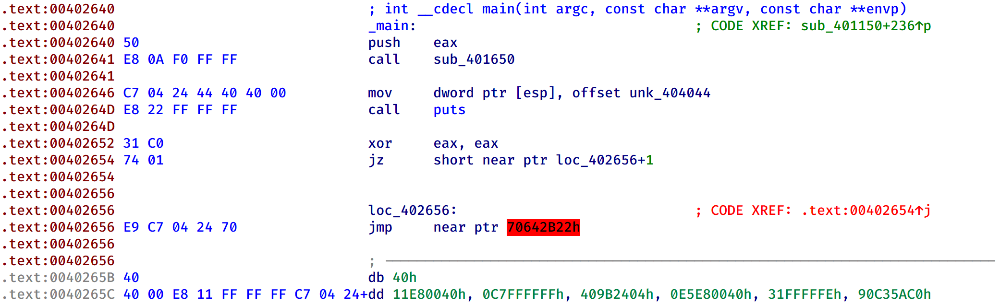 .text:00402640 ; int __cdecl main(int argc, const char **argv, const char **envp)
.text:00402640 _main: ; CODE XREF: sub_401150+236↑p
.text:00402640 50 push eax
.text:00402641 E8 0A F0 FF FF call sub_401650
.text:00402641
.text:00402646 C7 04 24 44 40 40 00 mov dword ptr [esp], offset unk_404044
.text:0040264D E8 22 FF FF FF call puts
.text:0040264D
.text:00402652 31 C0 xor eax, eax
.text:00402654 74 01 jz short near ptr loc_402656+1
.text:00402654
.text:00402656
.text:00402656 loc_402656: ; CODE XREF: .text:00402654↑j
.text:00402656 E9 C7 04 24 70 jmp near ptr 70642B22h
.text:00402656
.text:00402656 ;
.text:0040265B 40 db 40h
.text:0040265C 40 00 E8 11 FF FF FF C7 04 24+dd 11E80040h, 0C7FFFFFFh, 409B2404h, 0E5E80040h, 31FFFFFEh, 90C35AC0h